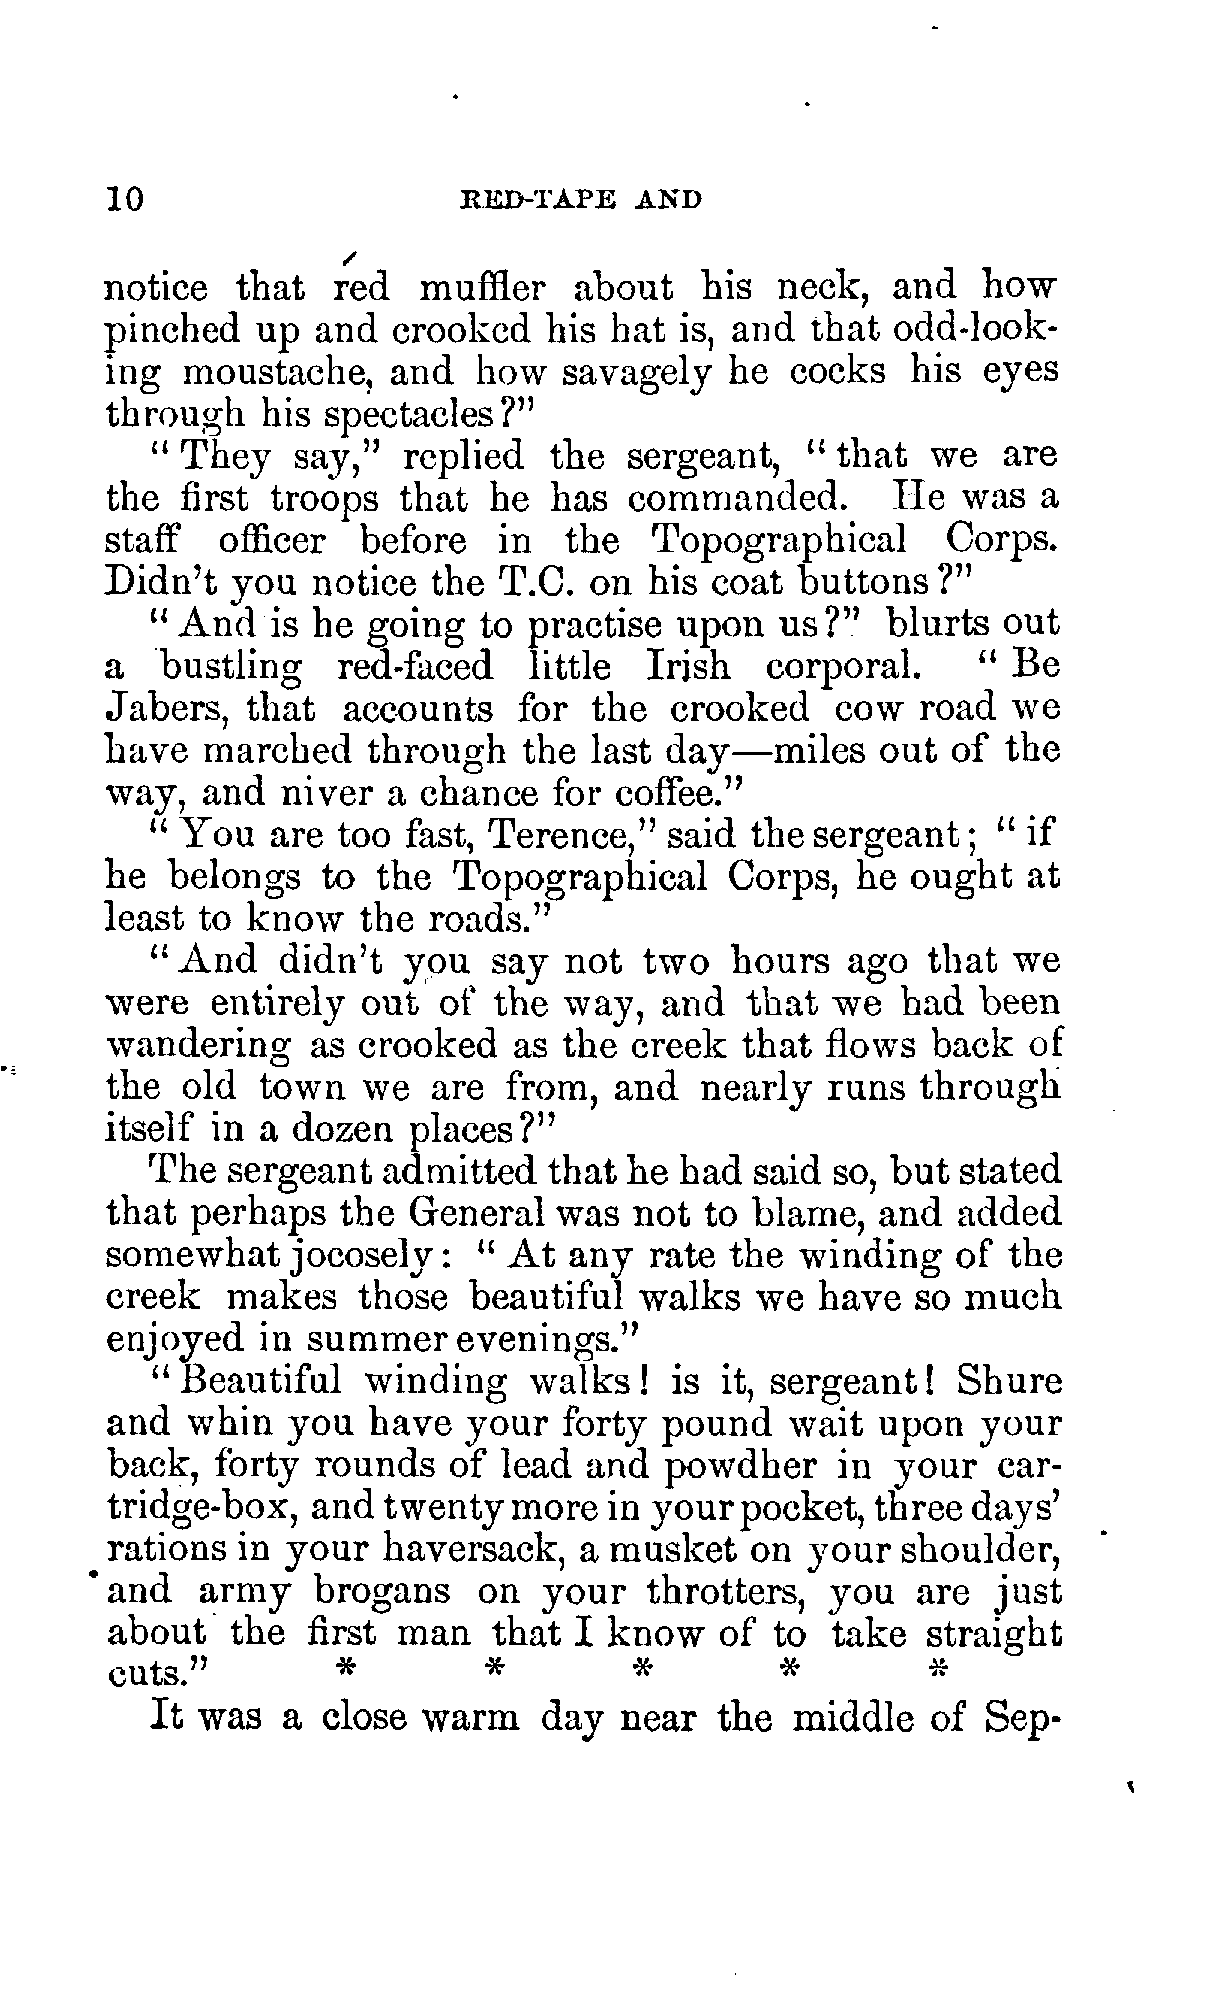 10 RED-TAPE AND
notice that red muffler about his neck, and how
pinched up and crooked his hat is, and that odd-look-
ing moustache, and how savagely he cocks his eyes
through his spectacles?"
"They say," replied the sergeant, "that we are
the first troops that he has commanded. He was a
staff officer before in the Topographical Corps.
Didn't you notice the T.C. on his coat buttons?"
"And is he going to practise upon us?" blurts out
a bustling red-faced little Irish corporal. "Be
Jabers, that accounts for the crooked cow road we
have marched through the last day—miles out of the
way, and niver a chance for coffee."
"You are too fast, Terence," said the sergeant; "if
he belongs to the Topographical Corps, he ought at
least to know the roads."
"And didn't you say not two hours ago that we
were entirely out of the way, and that we had been
wandering as crooked as the creek that flows back of
the old town we are from, and nearly runs through
itself in a dozen places?"
The sergeant admitted that he had said so, but stated
that perhaps the General was not to blame, and added
somewhat jocosely: "At any rate the winding of the
creek makes those beautiful walks we have so much
enjoyed in summer evenings."
"Beautiful winding walks! is it, sergeant! Shure
and whin you have your forty pound wait upon your
back, forty rounds of lead and powdher in your car-
tridge-box, and twenty more in your pocket, three days'
rations in your haversack, a musket on your shoulder,
and army brogans on your throtters, you are just
about the first man that I know of to take straight
cuts." * * * * *
It was a close warm day near the middle of Sep-